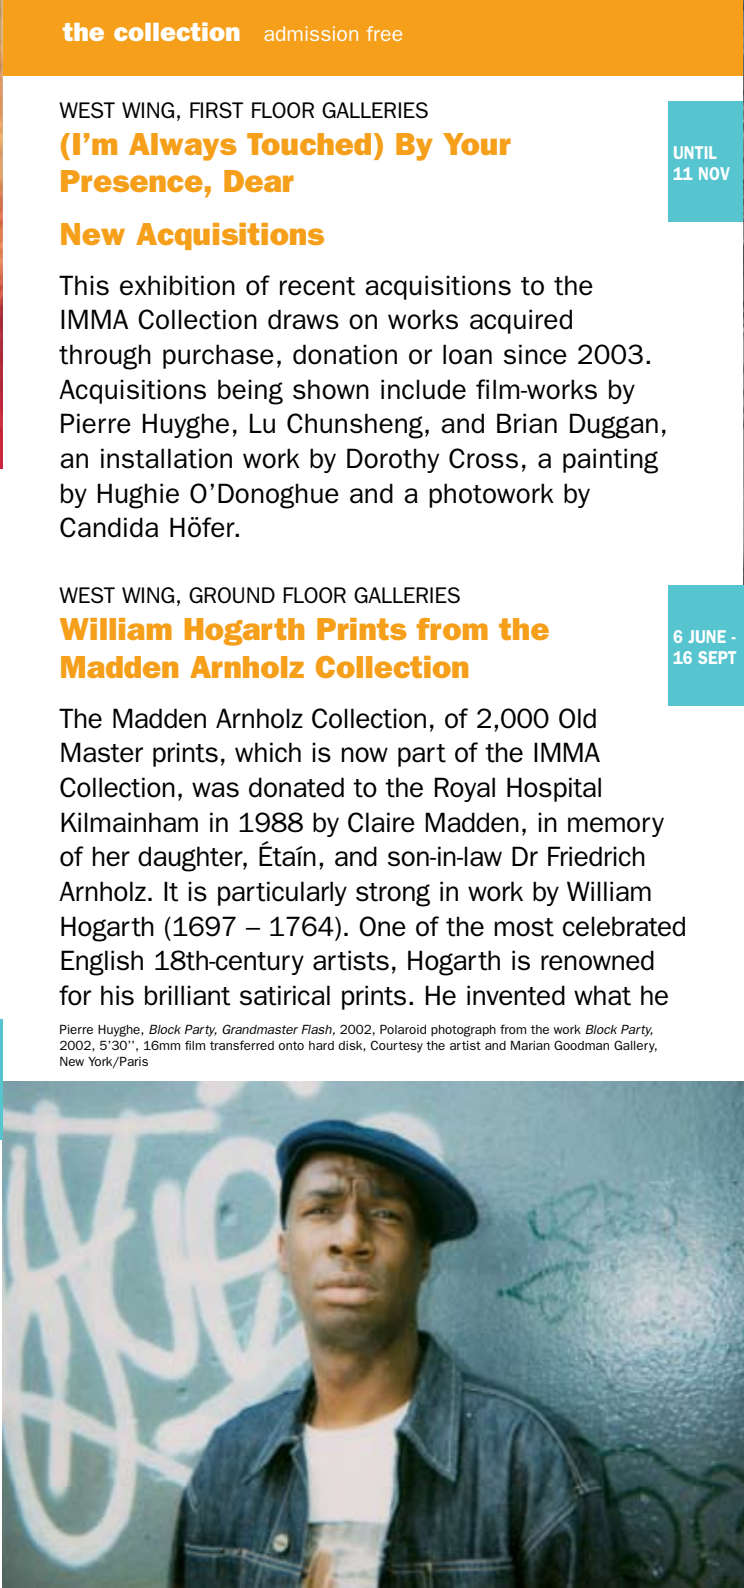 the collection admission free
WEST WING, FIRST FLOOR GALLERIES
(I'm Always Touched) By Your
Presence, Dear
New Acquisitions
UNTIL
11 NOV
This exhibition of recent acquisitions to the
IMMA Collection draws on works acquired
through purchase, donation or loan since 2003.
Acquisitions being shown include film-works by
Pierre Huyghe, Lu Chunsheng, and Brian Duggan,
an installation work by Dorothy Cross, a painting
by Hughie O'Donoghue and a photowork by
Candida Höfer.
WEST WING, GROUND FLOOR GALLERIES
William Hogarth Prints from the
Madden Arnholz Collection
6 JUNE -
16 SEPT
The Madden Arnholz Collection, of 2,000 Old
Master prints, which is now part of the IMMA
Collection, was donated to the Royal Hospital
Kilmainham in 1988 by Claire Madden, in memory
of her daughter, Étaín, and son-in-law Dr Friedrich
Arnholz. It is particularly strong in work by William
Hogarth (1697 – 1764). One of the most celebrated
English 18th-century artists, Hogarth is renowned
for his brilliant satirical prints. He invented what he
Pierre Huyghe, Block Party, Grandmaster Flash, 2002, Polaroid photograph from the work Block Party,
2002, 5'30'', 16mm film transferred onto hard disk, Courtesy the artist and Marian Goodman Gallery,
New York/Paris